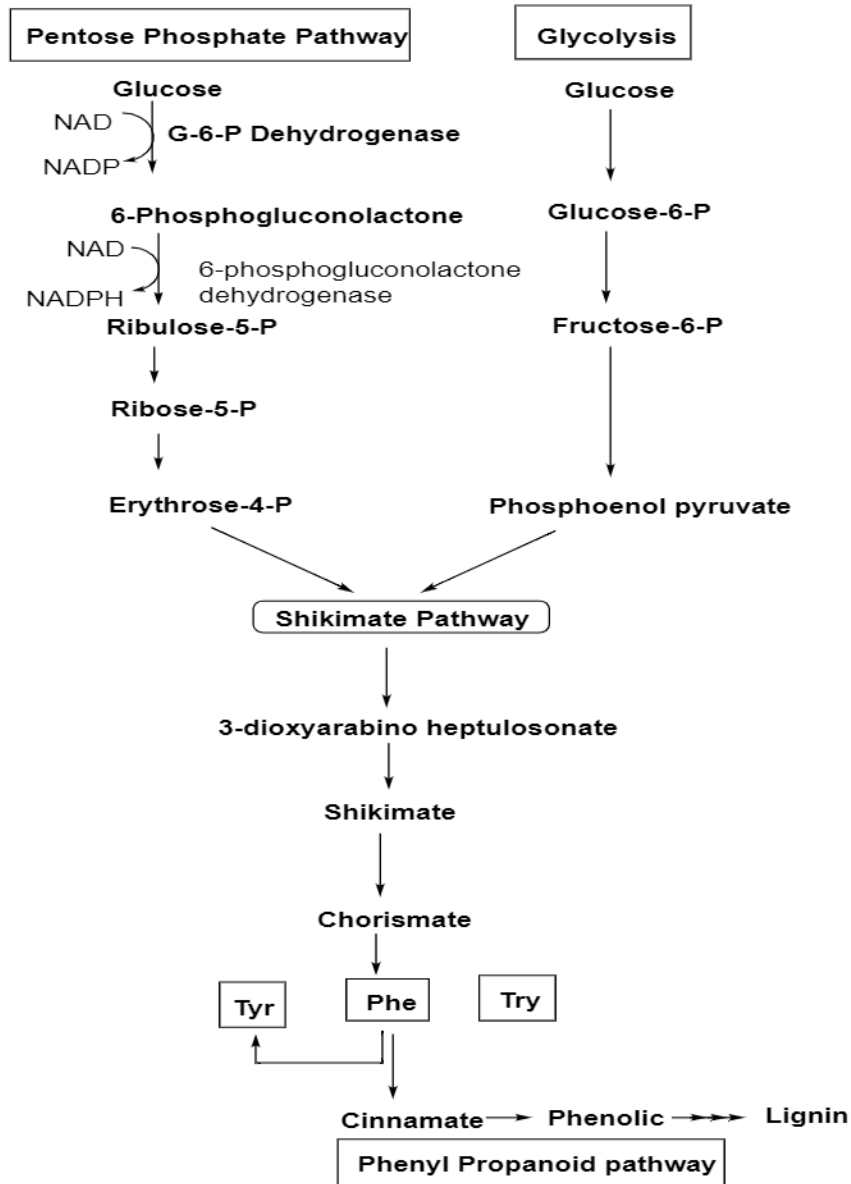 Pentose Phosphate Pathway
Glycolysis
Glucose
Glucose
NAD
G-6-P Dehydrogenase
NADP
6-Phosphogluconolactone
Glucose-6-P
NAD
6-phosphogluconolactone
dehydrogenase
NADPH
Ribulose-5-P
Fructose-6-P
Ribose-5-P
Erythrose-4-P
Phosphoenol pyruvate
Shikimate Pathway
3-dioxyarabino heptulosonate
Shikimate
Chorismate
Tyr
Phe
Try
Cinnamate
Phenolic
Lignin
Phenyl Propanoid pathway